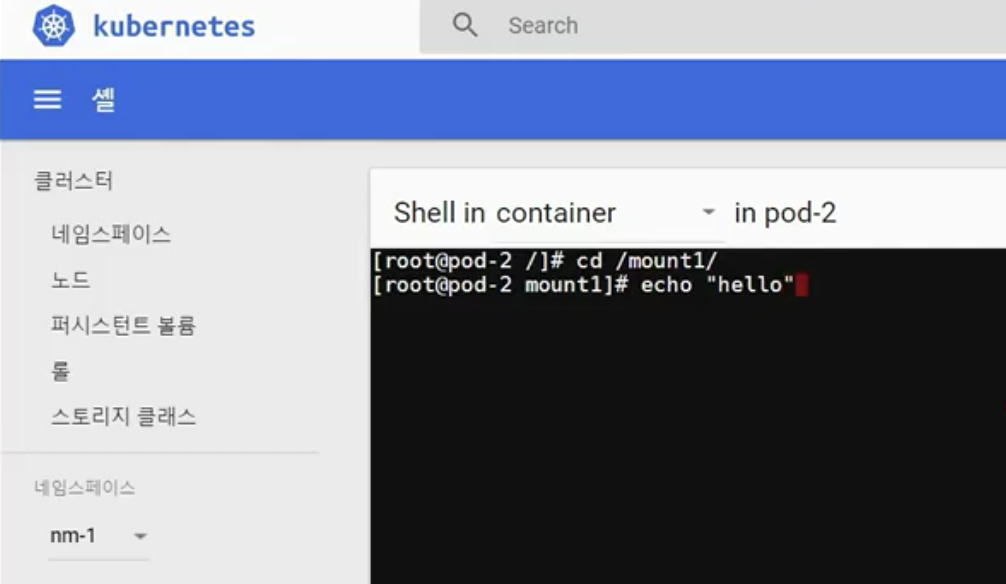 kubernetes
Search
셸
클러스터
네임스페이스
노드
퍼시스턴트 볼륨
롤
스토리지 클래스
네임스페이스
nm-1
Shell in container in pod-2
[root@pod-2 /]# cd /mount1/
[root@pod-2 mount1]# echo "hello"